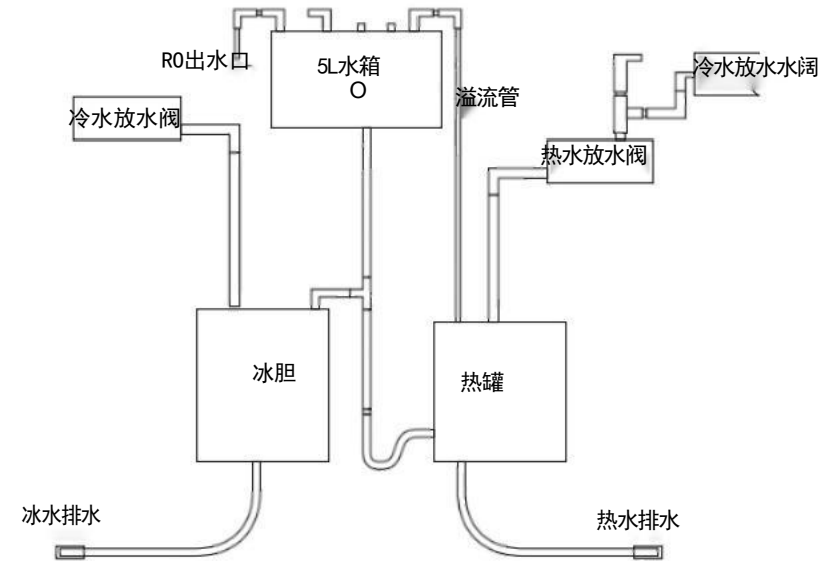 RO出水口
5L水箱
O
溢流管
冷水放水水阔
冷水放水阀
热水放水阀
冰胆
热罐
冰水排水
热水排水